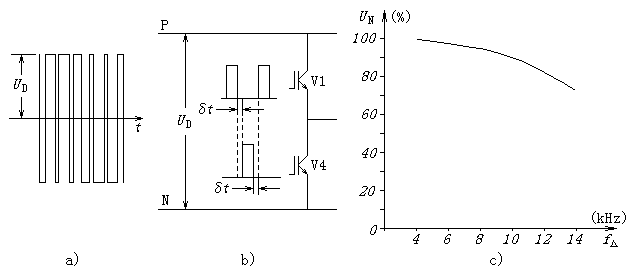 U_D
t
a)
P
U_D
N
δt
δt
V1
V4
b)
U_N (%)
100
80
60
40
20
0
4 6 8 10 12 14
(kHz)
f_△
c)